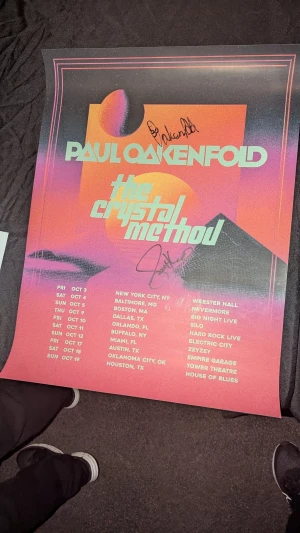 PAUL OAKENFOLD
the
crystal
method
FRI OCT 3 NEW YORK CITY, NY WEBSTER HALL
SAT OCT 4 BALTIMORE, MD NEVERMORE
SUN OCT 5 BOSTON, MA BIG NIGHT LIVE
THU OCT 9 DALLAS, TX SILO
FRI OCT 10 ORLANDO, FL HARD ROCK LIVE
SAT OCT 11 BUFFALO, NY ELECTRIC CITY
SUN OCT 12 MIAMI, FL ZEYZEY
FRI OCT 17 AUSTIN, TX EMPIRE GARAGE
SAT OCT 18 OKLAHOMA CITY, OK TOWER THEATRE
SUN OCT 19 HOUSTON, TX HOUSE OF BLUES